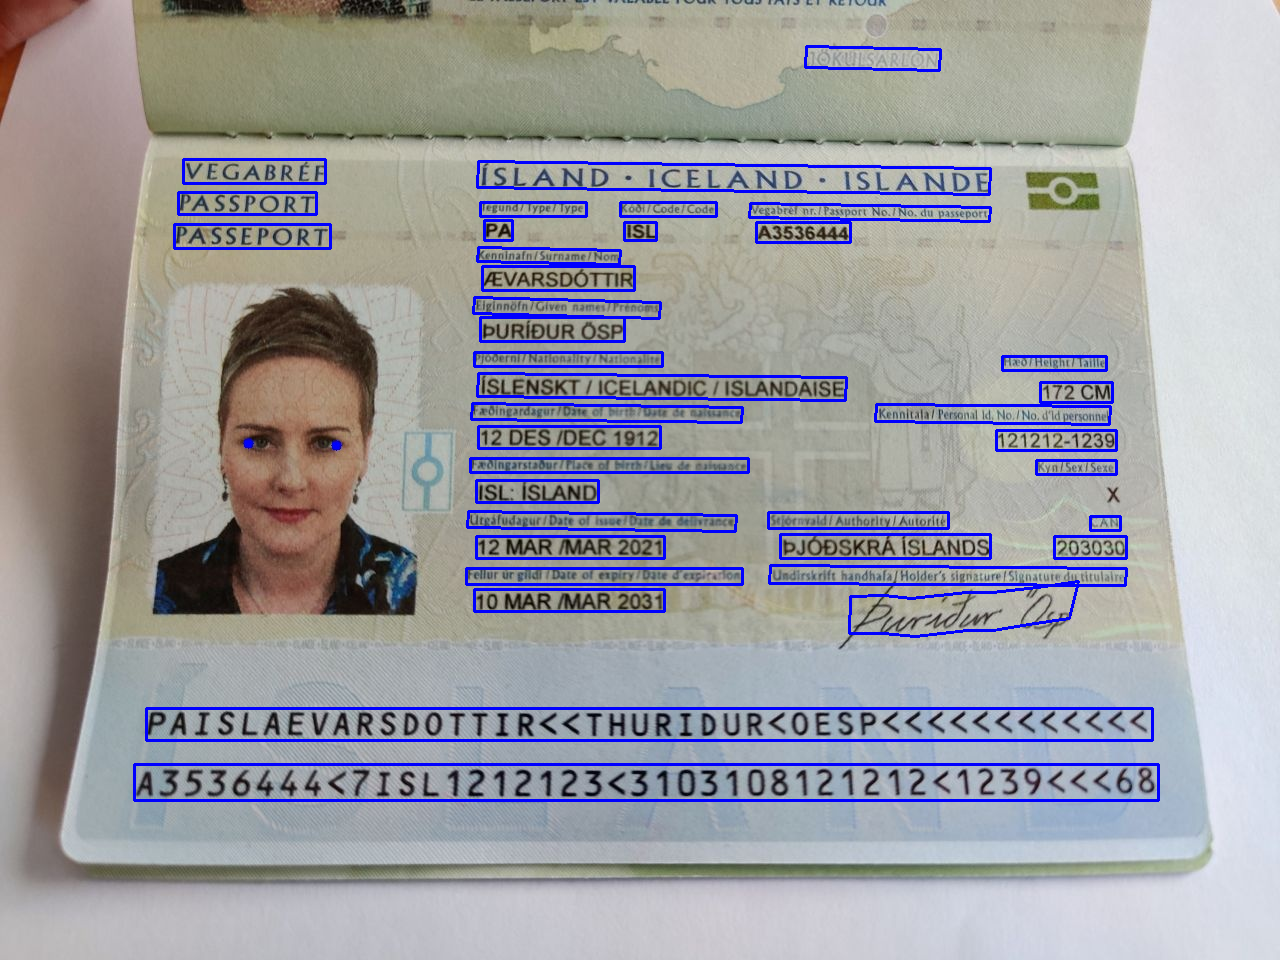 JÖKULSÁRLÓN
VEGABRÉF
PASSPORT
PASSEPORT
ÍSLAND · ICELAND · ISLANDE
Tegund/Type/Type Kóði/Code/Code Vegabréf nr./Passport No./No. du passeport
PA ISL A3536444
Kenninafn/Surname/Nom
ÆVARSDÓTTIR
Eiginnöfn/Given names/Prénoms
ÞURÍÐUR ÖSP
Þjóðerni/Nationality/Nationalité Hæð/Height/Taille
ÍSLENSKT / ICELANDIC / ISLANDAISE 172 CM
Fæðingardagur/Date of birth/Date de naissance Kennitala/Personal Id. No./No. d'id personnel
12 DES /DEC 1912 121212-1239
Fæðingarstaður/Place of birth/Lieu de naissance Kyn/Sex/Sexe
ISL: ÍSLAND X
Útgáfudagur/Date of issue/Date de délivrance Stjórnvald/Authority/Autorité CAN
12 MAR /MAR 2021 ÞJÓÐSKRÁ ÍSLANDS 203030
Fellur úr gildi/Date of expiry/Date d'expiration Undirskrift handhafa/Holder's signature/Signature du titulaire
10 MAR /MAR 2031 Þuríður Ösp
PAISLAEVARSDOTTIR<<THURIDUR<OESP<<<<<<<<<<<<
A3536444<7ISL1212123<3103108121212<1239<<<68